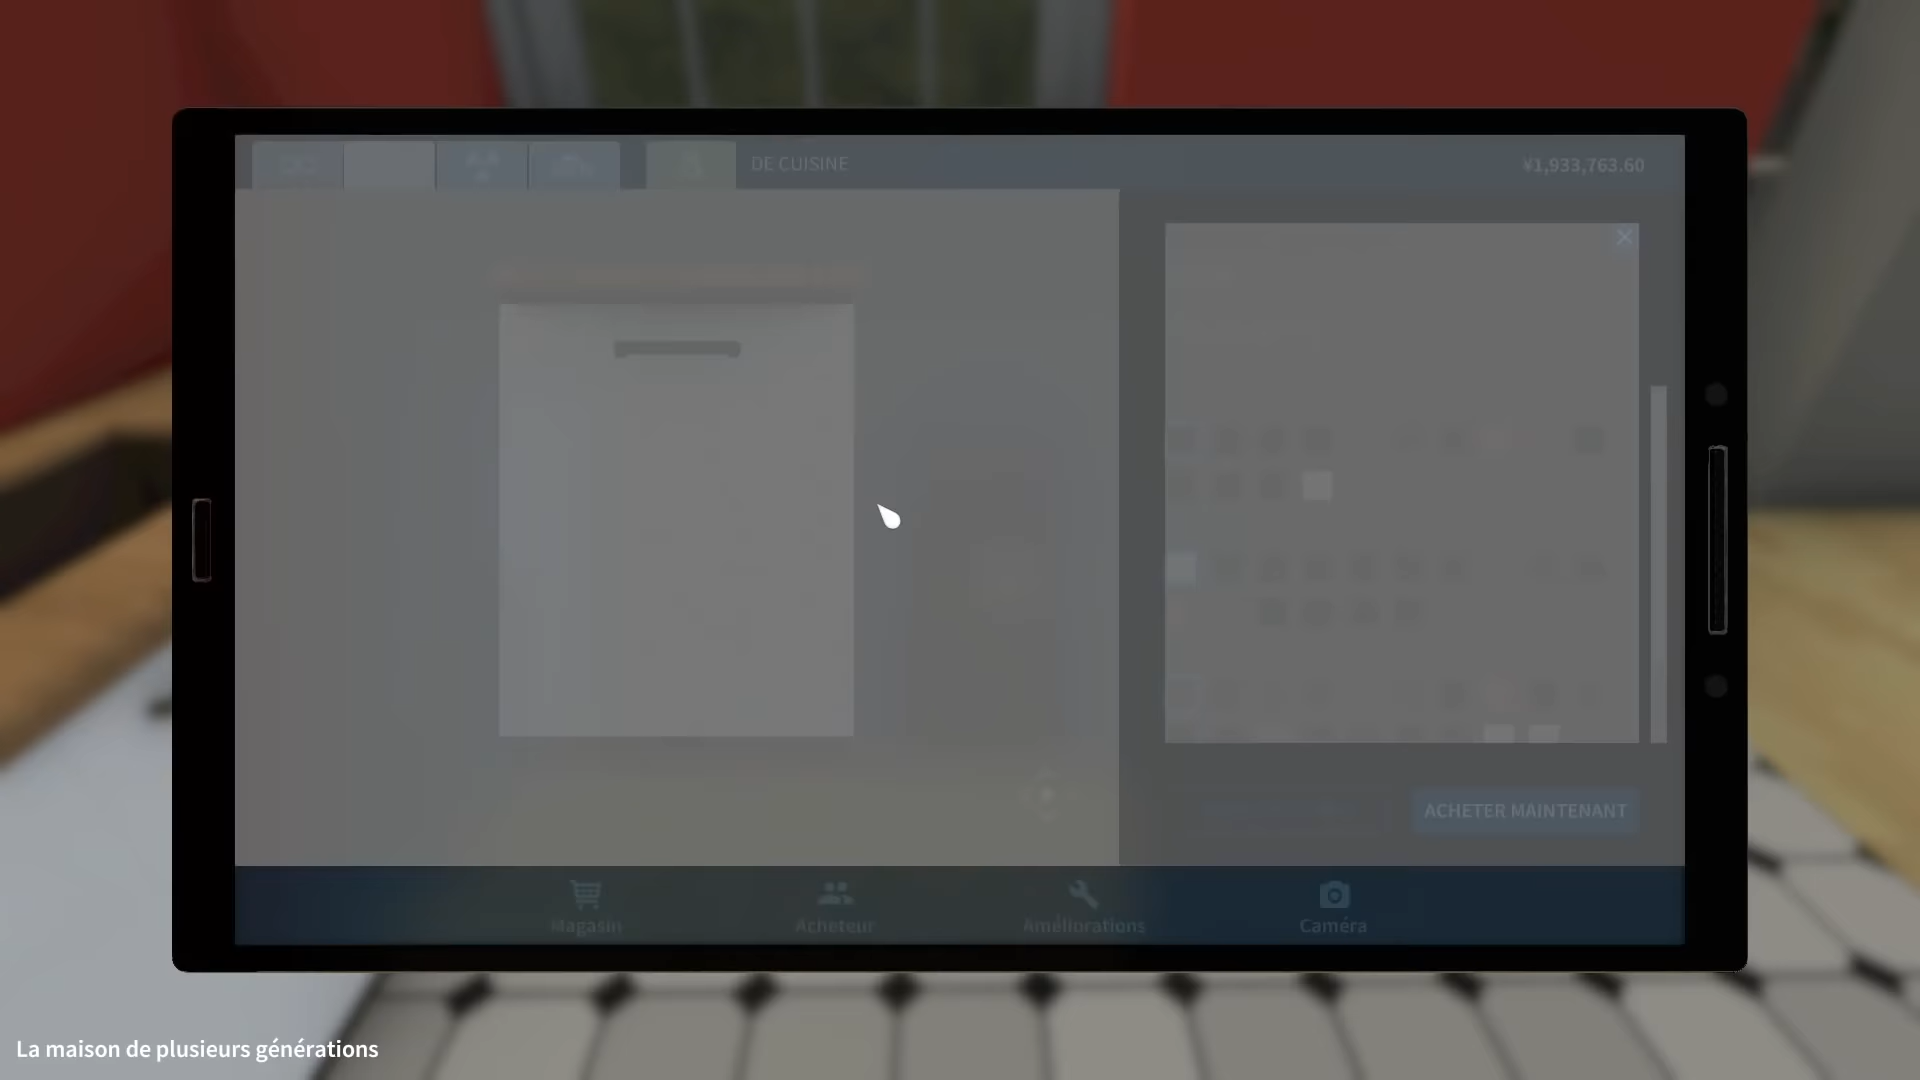 DE CUISINE
¥1,933,763.60
ACHETER MAINTENANT
Magasin
Acheteur
Améliorations
Caméra
La maison de plusieurs générations